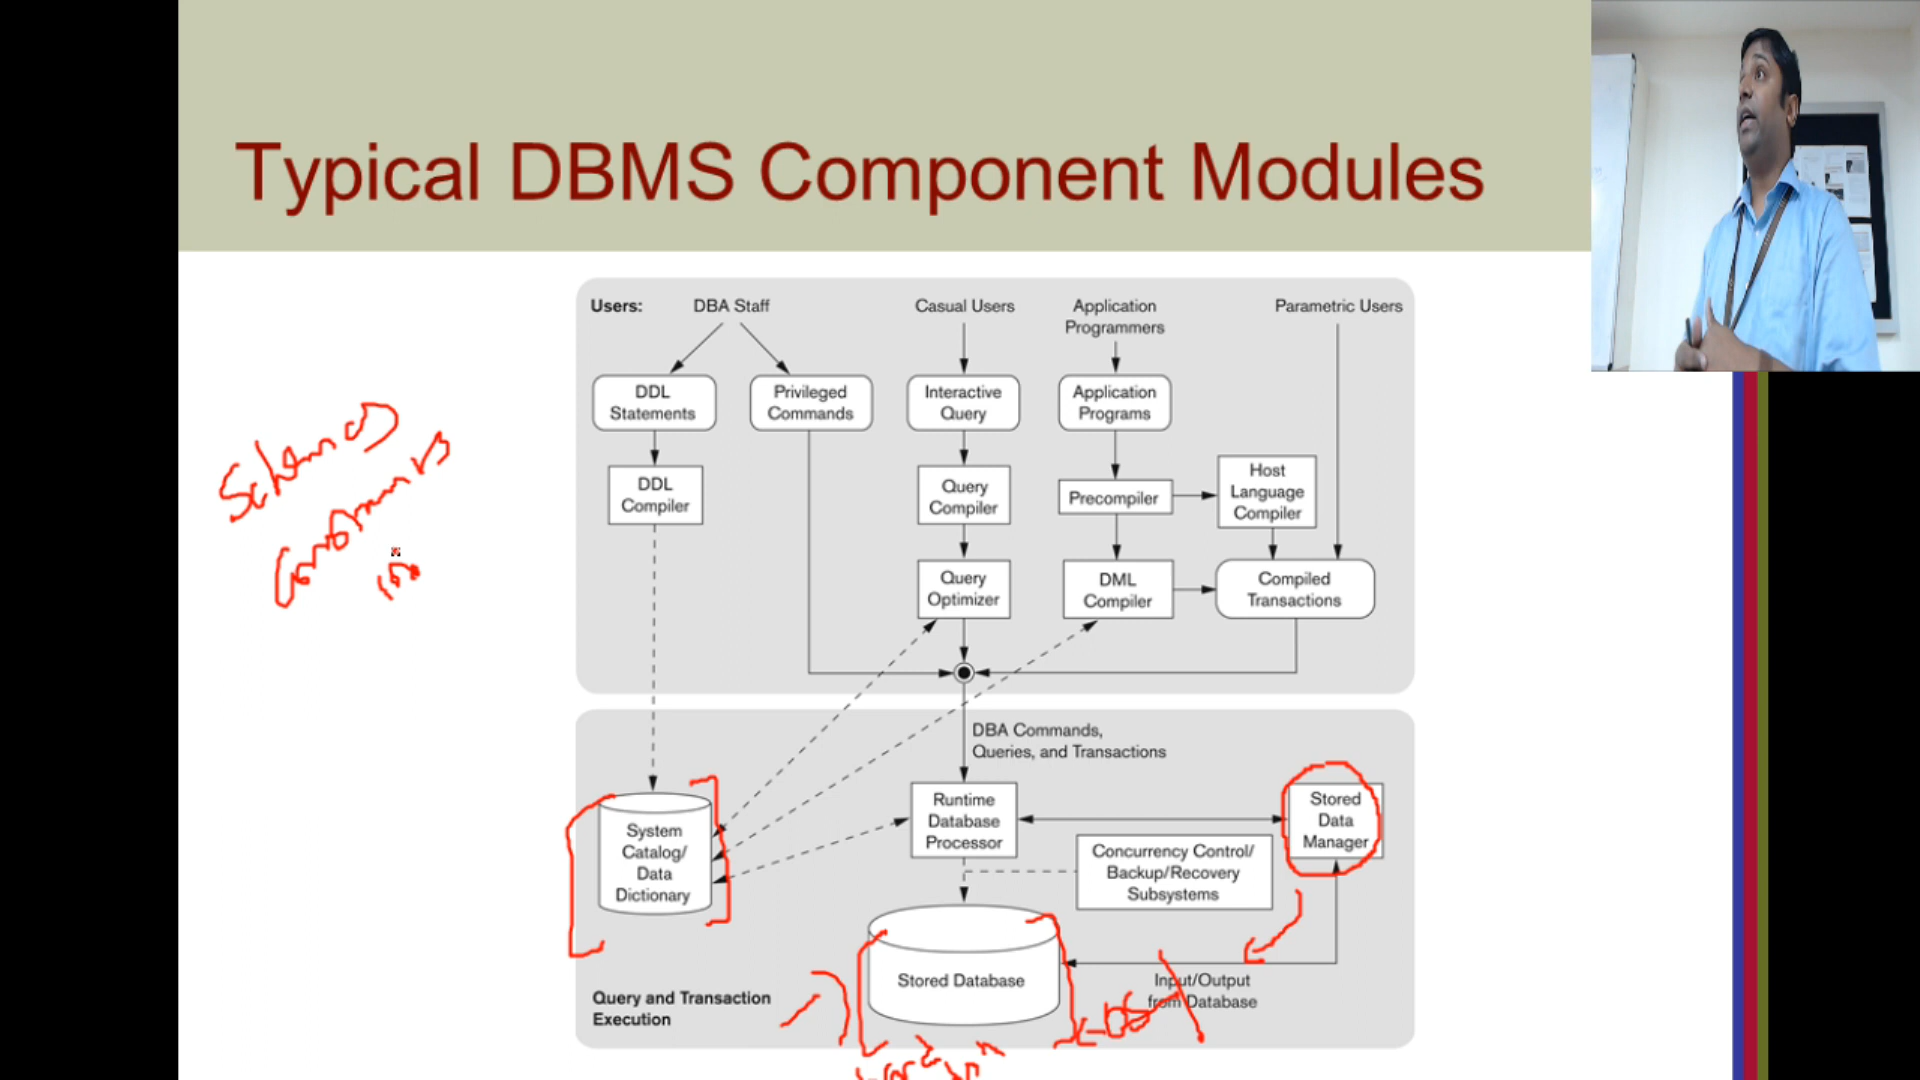 Typical DBMS Component Modules
Users:
DBA Staff
Casual Users
Application
Programmers
Parametric Users
DDL
Statements
Privileged
Commands
Interactive
Query
Application
Programs
DDL
Compiler
Query
Compiler
Precompiler
Host
Language
Compiler
Query
Optimizer
DML
Compiler
Compiled
Transactions
Schemas
DBA Commands,
Queries, and Transactions
System
Catalog/
Data
Dictionary
Runtime
Database
Processor
Stored
Data
Manager
Concurrency Control/
Backup/Recovery
Subsystems
Stored Database
Input/Output
from Database
Query and Transaction
Execution